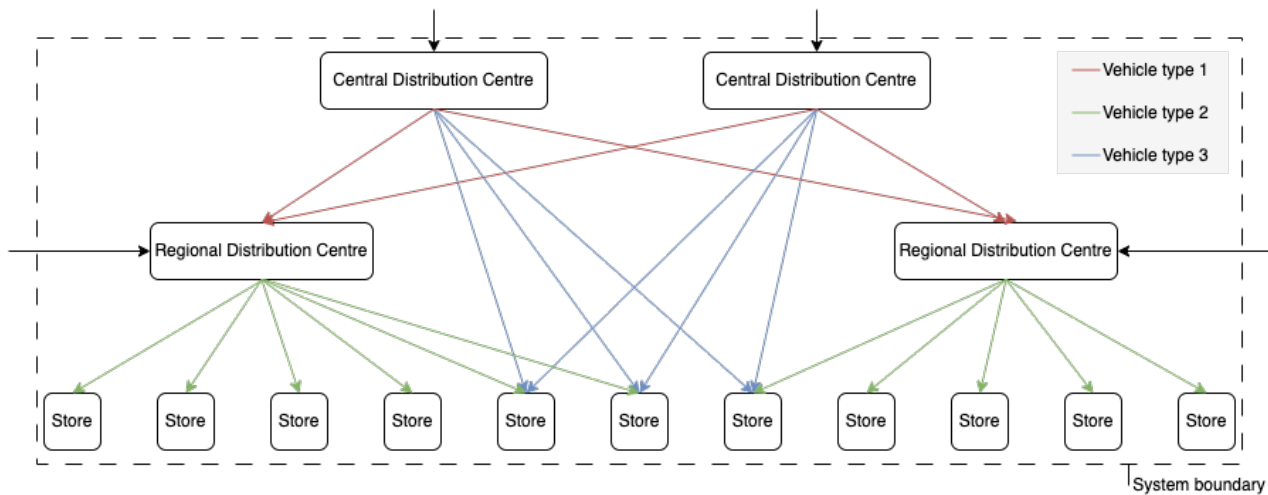 Central Distribution Centre
Central Distribution Centre
Vehicle type 1
Vehicle type 2
Vehicle type 3
Regional Distribution Centre
Regional Distribution Centre
Store
Store
Store
Store
Store
Store
Store
Store
Store
Store
Store
System boundary